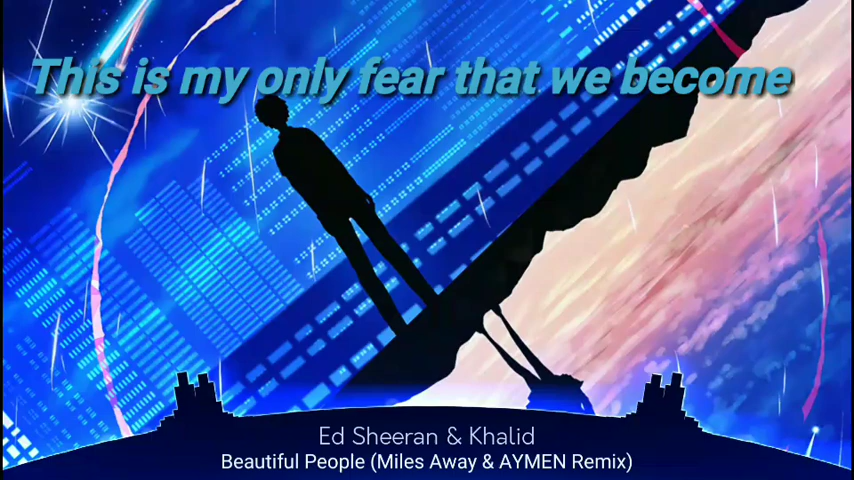 This is my only fear that we become
Ed Sheeran & Khalid
Beautiful People (Miles Away & AYMEN Remix)